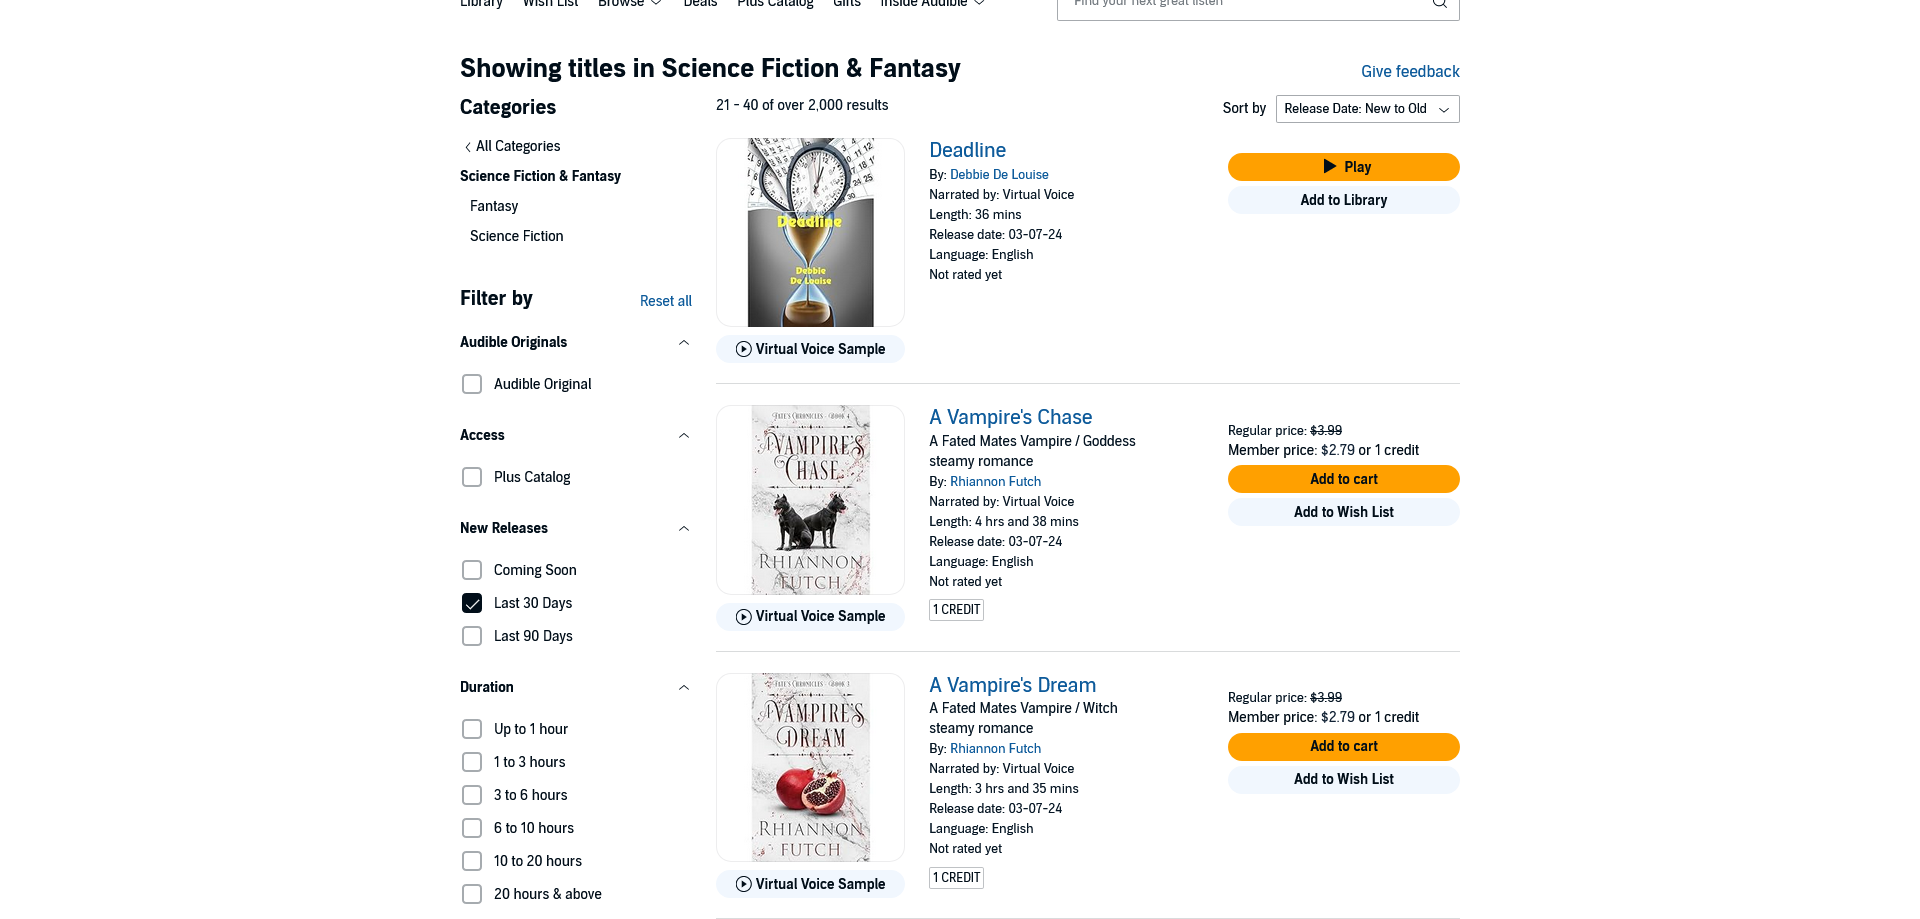 Library Wish List Browse Deals Plus Catalog Gifts Inside Audible
Find your next great listen
Showing titles in Science Fiction & Fantasy
Give feedback
Categories
All Categories
Science Fiction & Fantasy
Fantasy
Science Fiction
Filter by
Reset all
Audible Originals
Audible Original
Access
Plus Catalog
New Releases
Coming Soon
Last 30 Days
Last 90 Days
Duration
Up to 1 hour
1 to 3 hours
3 to 6 hours
6 to 10 hours
10 to 20 hours
20 hours & above
21 - 40 of over 2,000 results
Sort by Release Date: New to Old
Deadline
Debbie
De Louise
Virtual Voice Sample
Deadline
By: Debbie De Louise
Narrated by: Virtual Voice
Length: 36 mins
Release date: 03-07-24
Language: English
Not rated yet
Play
Add to Library
FATE'S CHRONICLES BOOK 4
A VAMPIRE'S
CHASE
RHIANNON
FUTCH
Virtual Voice Sample
A Vampire's Chase
A Fated Mates Vampire / Goddess
steamy romance
By: Rhiannon Futch
Narrated by: Virtual Voice
Length: 4 hrs and 38 mins
Release date: 03-07-24
Language: English
Not rated yet
1 CREDIT
Regular price: $3.99
Member price: $2.79 or 1 credit
Add to cart
Add to Wish List
FATE'S CHRONICLES BOOK 3
A VAMPIRE'S
DREAM
RHIANNON
FUTCH
Virtual Voice Sample
A Vampire's Dream
A Fated Mates Vampire / Witch
steamy romance
By: Rhiannon Futch
Narrated by: Virtual Voice
Length: 3 hrs and 35 mins
Release date: 03-07-24
Language: English
Not rated yet
1 CREDIT
Regular price: $3.99
Member price: $2.79 or 1 credit
Add to cart
Add to Wish List